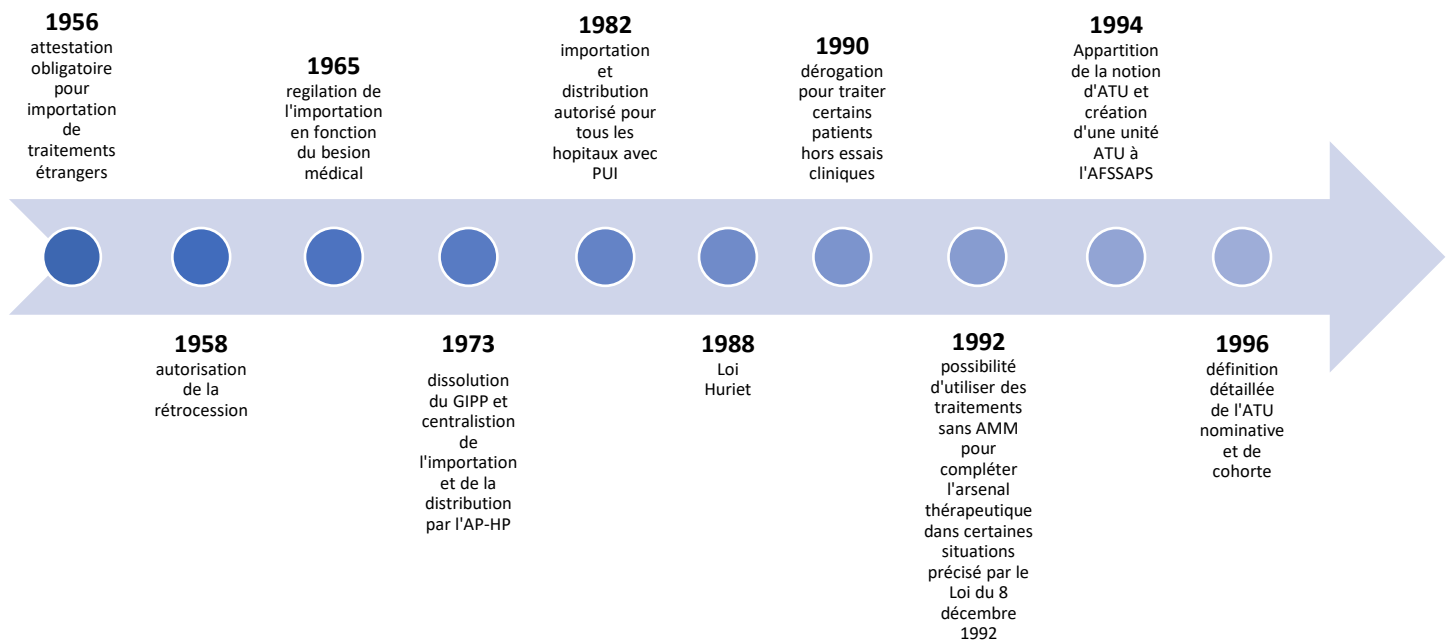 1956
attestation
obligatoire
pour
importation
de
traitements
étrangers
1958
autorisation
de la
rétrocession
1965
regilation de
l'importation
en fonction
du besion
médical
1973
dissolution
du GIPP et
centralistion
de
l'importation
et de la
distribution
par l'AP-HP
1982
importation
et
distribution
autorisé pour
tous les
hopitaux avec
PUI
1988
Loi
Huriet
1990
dérogation
pour traiter
certains
patients
hors essais
cliniques
1992
possibilité
d'utiliser des
traitements
sans AMM
pour
compléter
l'arsenal
thérapeutique
dans certaines
situations
précisé par le
Loi du 8
décembre
1992
1994
Appartition
de la notion
d'ATU et
création
d'une unité
ATU à
l'AFSSAPS
1996
définition
détaillée
de l'ATU
nominative
et de
cohorte